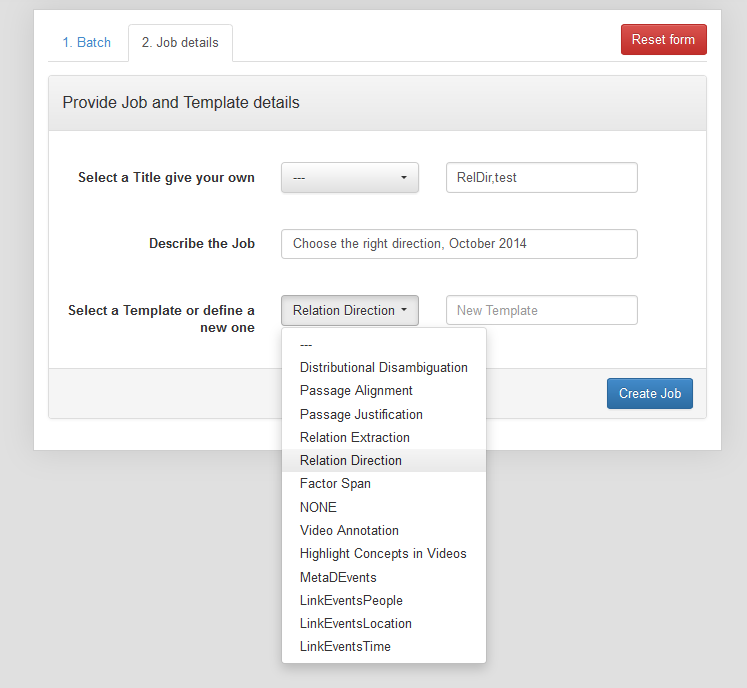 1. Batch
2. Job details
Reset form
Provide Job and Template details
Select a Title give your own
---
RelDir,test
Describe the Job
Choose the right direction, October 2014
Select a Template or define a
new one
Relation Direction
New Template
---
Distributional Disambiguation
Passage Alignment
Passage Justification
Relation Extraction
Relation Direction
Factor Span
NONE
Video Annotation
Highlight Concepts in Videos
MetaDEvents
LinkEventsPeople
LinkEventsLocation
LinkEventsTime
Create Job